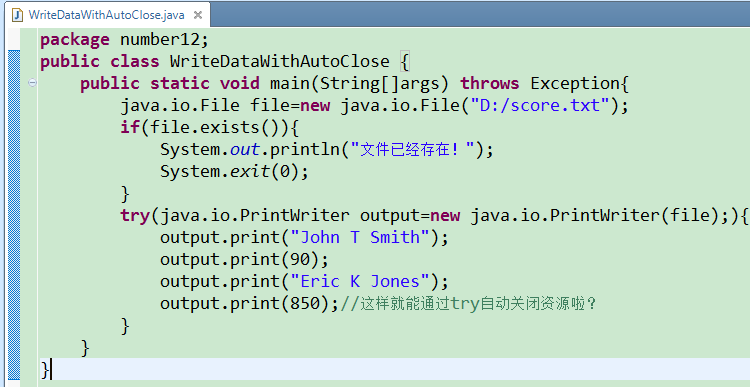 WriteDataWithAutoClose.java
package number12;
public class WriteDataWithAutoClose {
public static void main(String[]args) throws Exception{
java.io.File file=new java.io.File("D:/score.txt");
if(file.exists()){
System.out.println("文件已经存在! ");
System.exit(0);
}
try(java.io.PrintWriter output=new java.io.PrintWriter(file);){
output.print("John T Smith");
output.print(90);
output.print("Eric K Jones");
output.print(850);//这样就能通过try自动关闭资源啦？
}
}
}